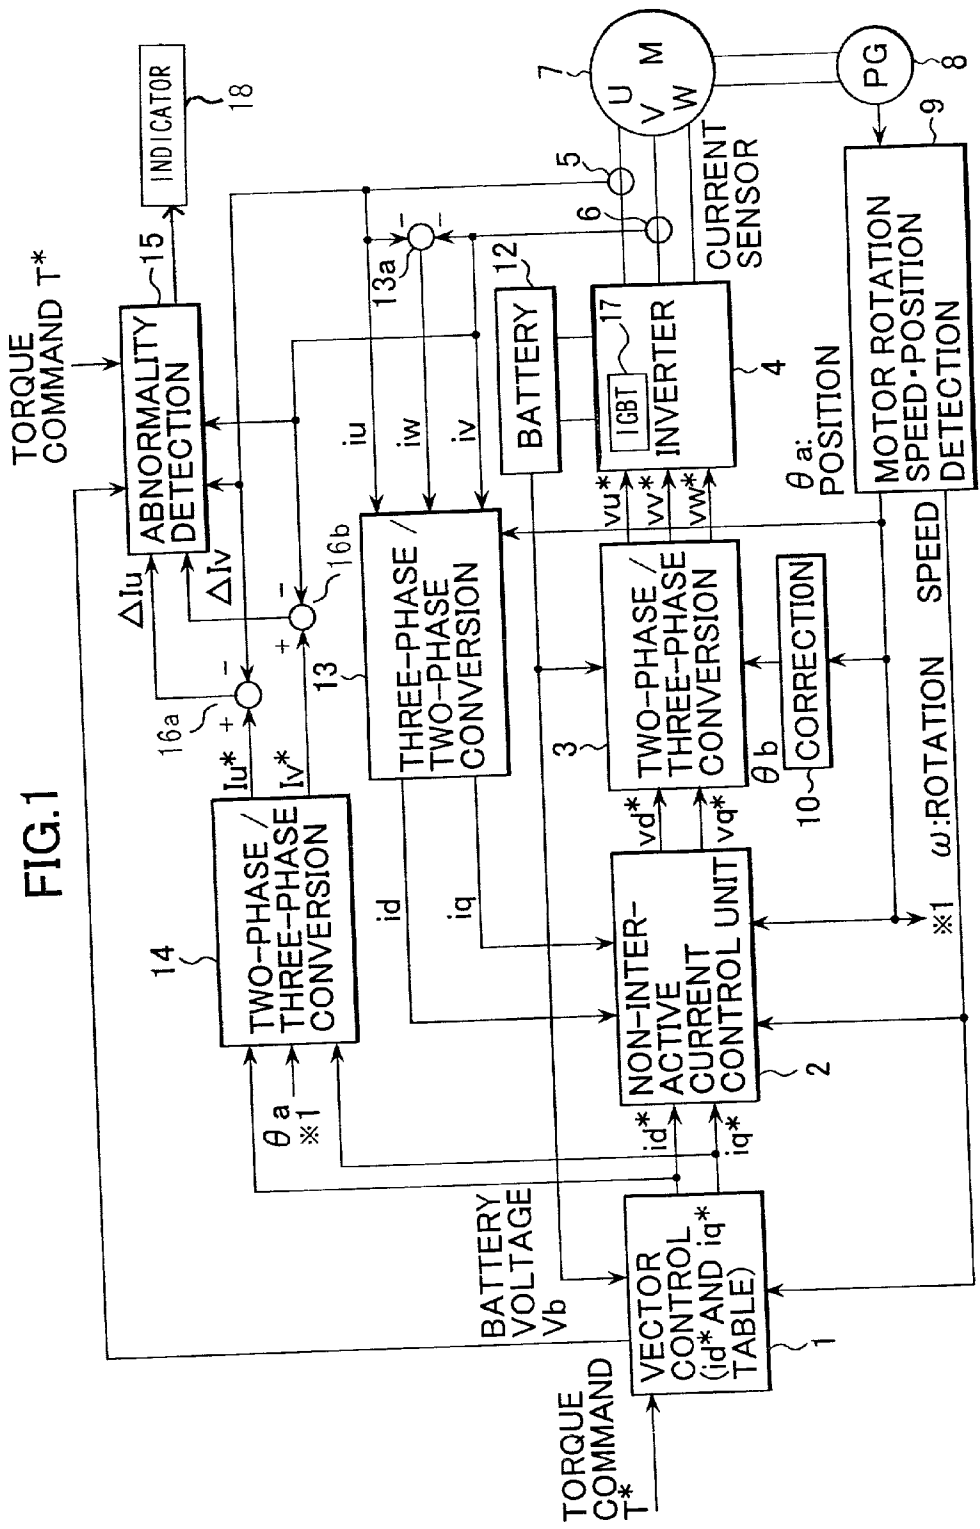 FIG.1
TORQUE
COMMAND T*
ABNORMALITY
DETECTION
15
INDICATOR
18
ΔIu
ΔIv
16a
16b
+
-
+
-
14
TWO-PHASE/
THREE-PHASE
CONVERSION
Iu*
Iv*
θa
※1
13
THREE-PHASE/
TWO-PHASE
CONVERSION
iu
iw
iv
13a
-
-
id
iq
BATTERY
VOLTAGE
Vb
BATTERY
12
5
6
CURRENT
SENSOR
7
U
V
W
M
PG
8
TORQUE
COMMAND
T*
VECTOR
CONTROL
(id* AND iq*
TABLE)
1
id*
iq*
NON-INTER-
ACTIVE
CURRENT
CONTROL UNIT
2
vd*
vq*
3
TWO-PHASE/
THREE-PHASE
CONVERSION
vu*
vv*
vw*
IGBT
17
INVERTER
4
θb
10
CORRECTION
θa:
POSITION
MOTOR ROTATION
SPEED·POSITION
DETECTION
9
※1
ω:ROTATION SPEED